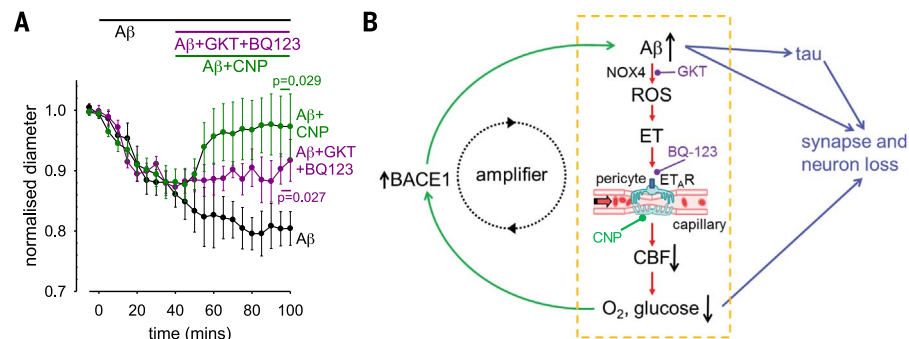 A
Aβ
Aβ+GKT+BQ123
Aβ+CNP
p=0.029
1.0
0.9
0.8
0.7
normalised diameter
Aβ+
CNP
Aβ+GKT
+BQ123
p=0.027
Aβ
0
20
40
60
80
100
time (mins)
B
Aβ
NOX4
GKT
ROS
ET
BQ-123
pericyte
ET_AR
capillary
CNP
CBF
O₂, glucose
↑BACE1
amplifier
tau
synapse and
neuron loss